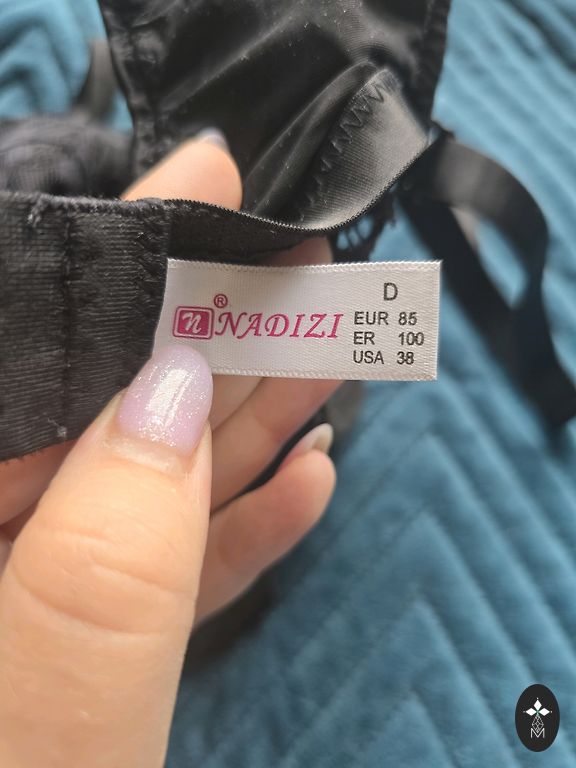 D
® n NADIZI
EUR 85
ER 100
USA 38
M